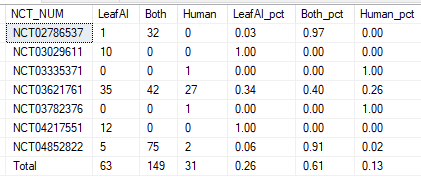 NCT_NUM LeafAI Both Human LeafAI_pct Both_pct Human_pct
NCT02786537 1 32 0 0.03 0.97 0.00
NCT03029611 10 0 0 1.00 0.00 0.00
NCT03335371 0 0 1 0.00 0.00 1.00
NCT03621761 35 42 27 0.34 0.40 0.26
NCT03782376 0 0 1 0.00 0.00 1.00
NCT04217551 12 0 0 1.00 0.00 0.00
NCT04852822 5 75 2 0.06 0.91 0.02
Total 63 149 31 0.26 0.61 0.13